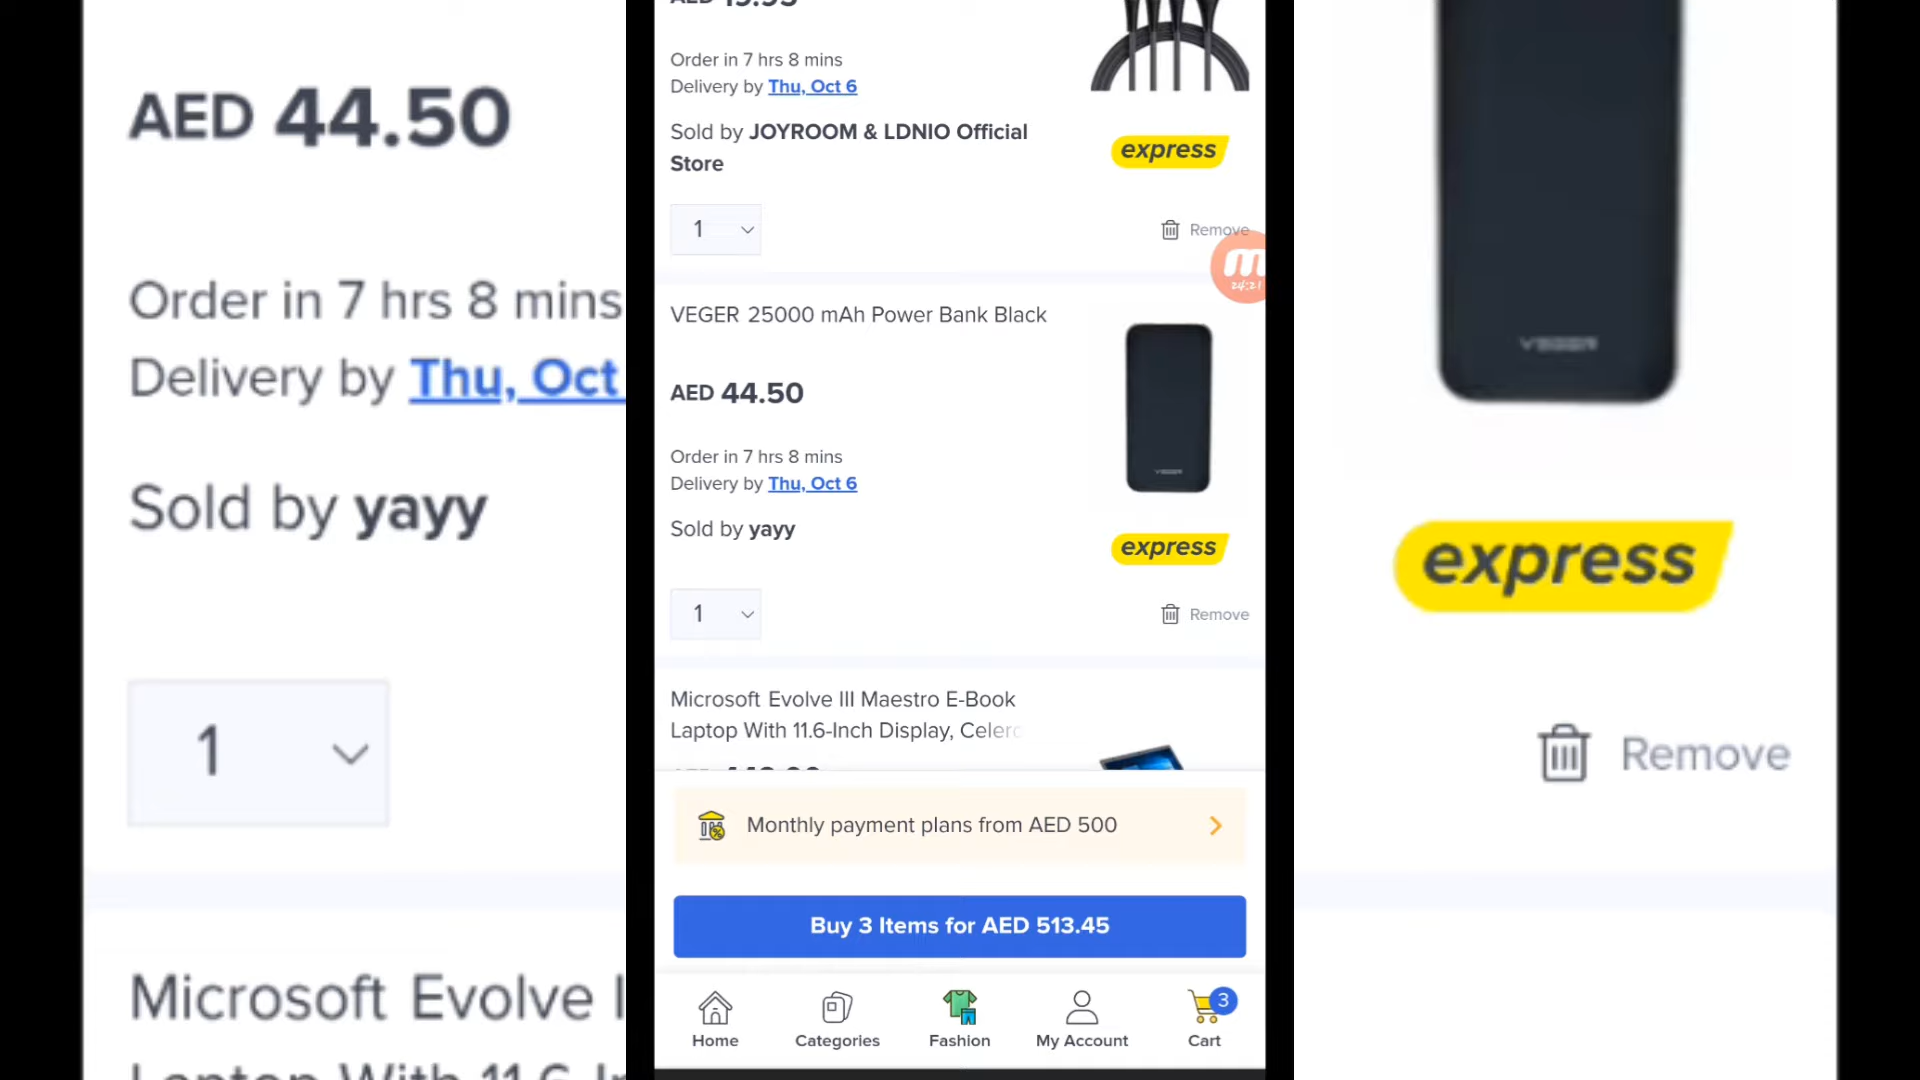 AED 44.50
Order in 7 hrs 8 mins
Delivery by Thu, Oct
Sold by yayy
1
Microsoft Evolve
Order in 7 hrs 8 mins
Delivery by Thu, Oct 6
Sold by JOYROOM & LDNIO Official
Store
express
1
Remove
24:21
VEGER 25000 mAh Power Bank Black
AED 44.50
VEGER
Order in 7 hrs 8 mins
Delivery by Thu, Oct 6
Sold by yayy
express
1
Remove
Microsoft Evolve III Maestro E-Book
Laptop With 11.6-Inch Display, Celero
Monthly payment plans from AED 500
Buy 3 Items for AED 513.45
Home
Categories
Fashion
My Account
Cart
3
VEGER
express
Remove